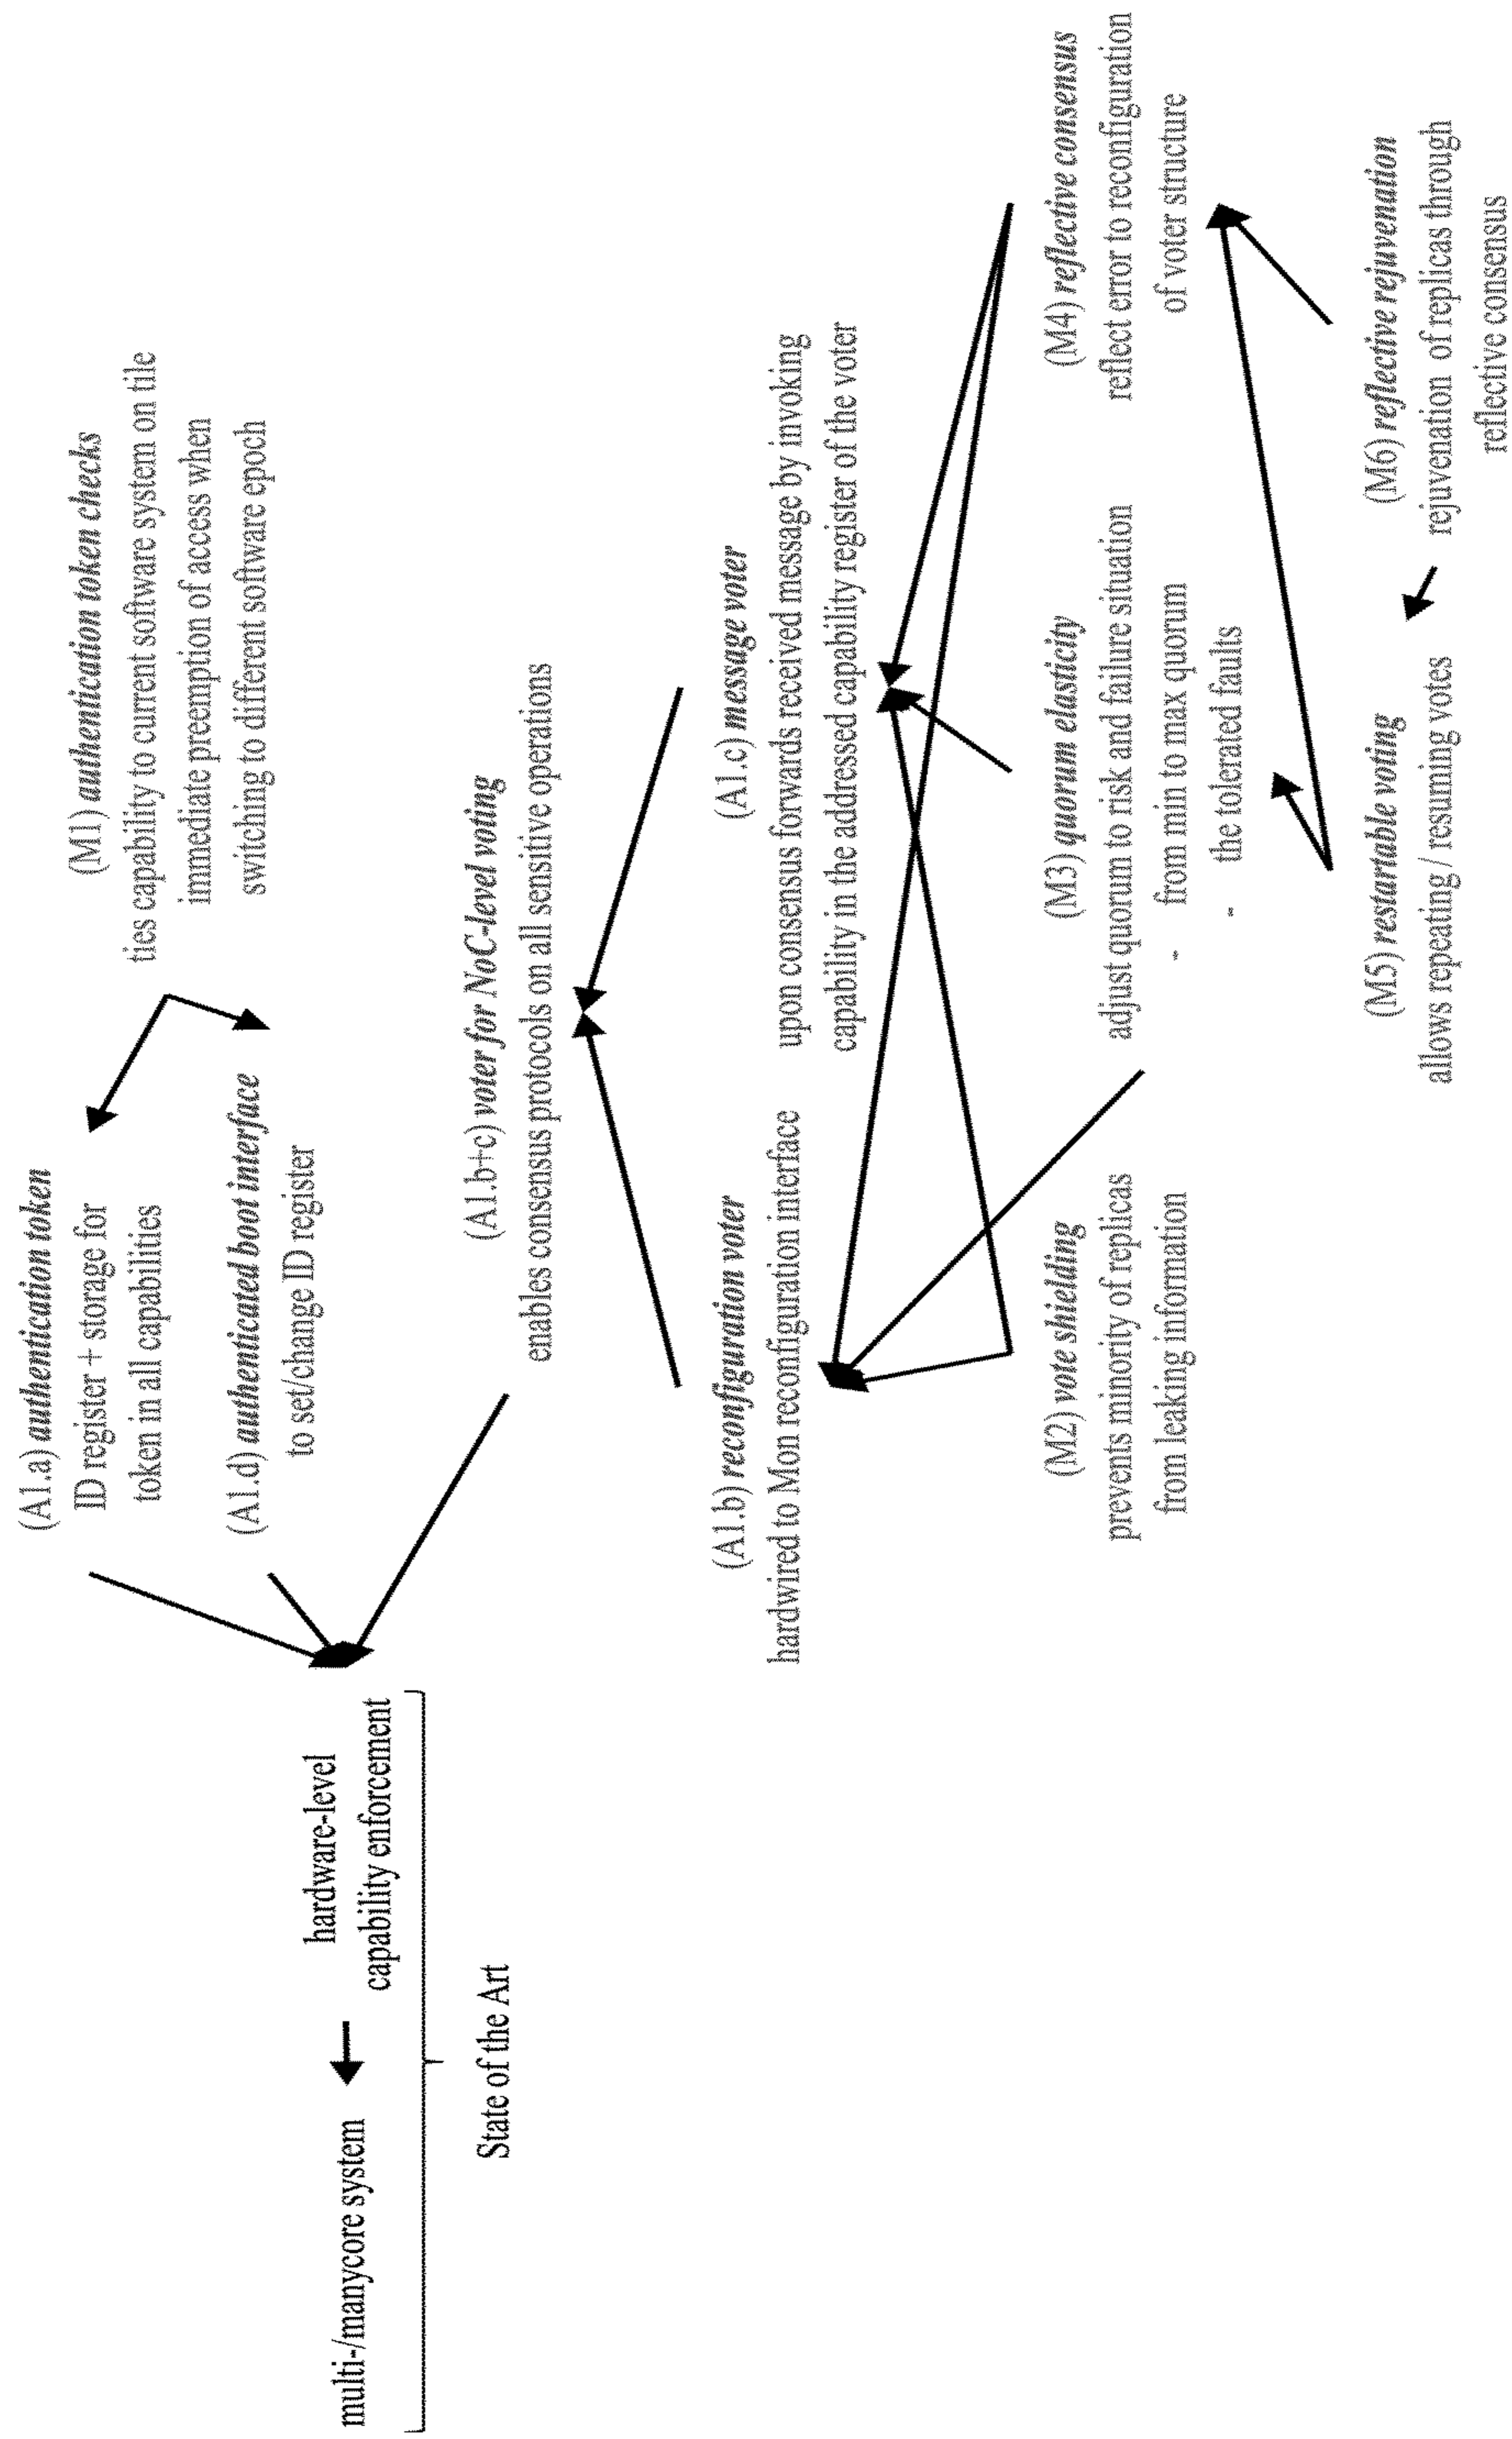 (A1.a) authentication token
ID register + storage for
token in all capabilities
(M1) authentication token checks
ties capability to current software system on tile
immediate preemption of access when
switching to different software epoch
(A1.d) authenticated boot interface
to set/change ID register
multi-/manycore system
hardware-level
capability enforcement
State of the Art
(A1.b+c) voter for NoC-level voting
enables consensus protocols on all sensitive operations
(A1.b) reconfiguration voter
hardwired to Mon reconfiguration interface
(A1.c) message voter
upon consensus forwards received message by invoking
capability in the addressed capability register of the voter
(M2) vote shielding
prevents minority of replicas
from leaking information
(M3) quorum elasticity
adjust quorum to risk and failure situation
- from min to max quorum
- the tolerated faults
(M4) reflective consensus
reflect error to reconfiguration
of voter structure
(M5) restartable voting
allows repeating / resuming votes
(M6) reflective rejuvenation
rejuvenation of replicas through
reflective consensus